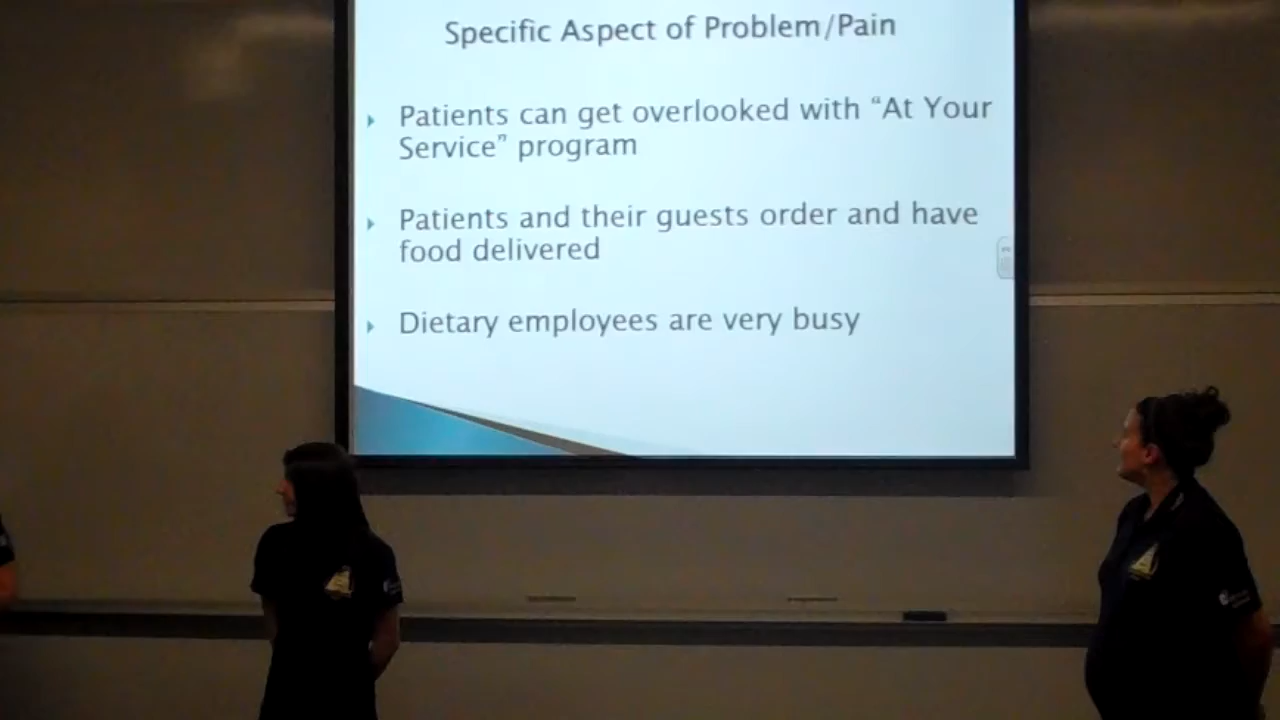 Specific Aspect of Problem/Pain
Patients can get overlooked with “At Your
Service” program
Patients and their guests order and have
food delivered
Dietary employees are very busy